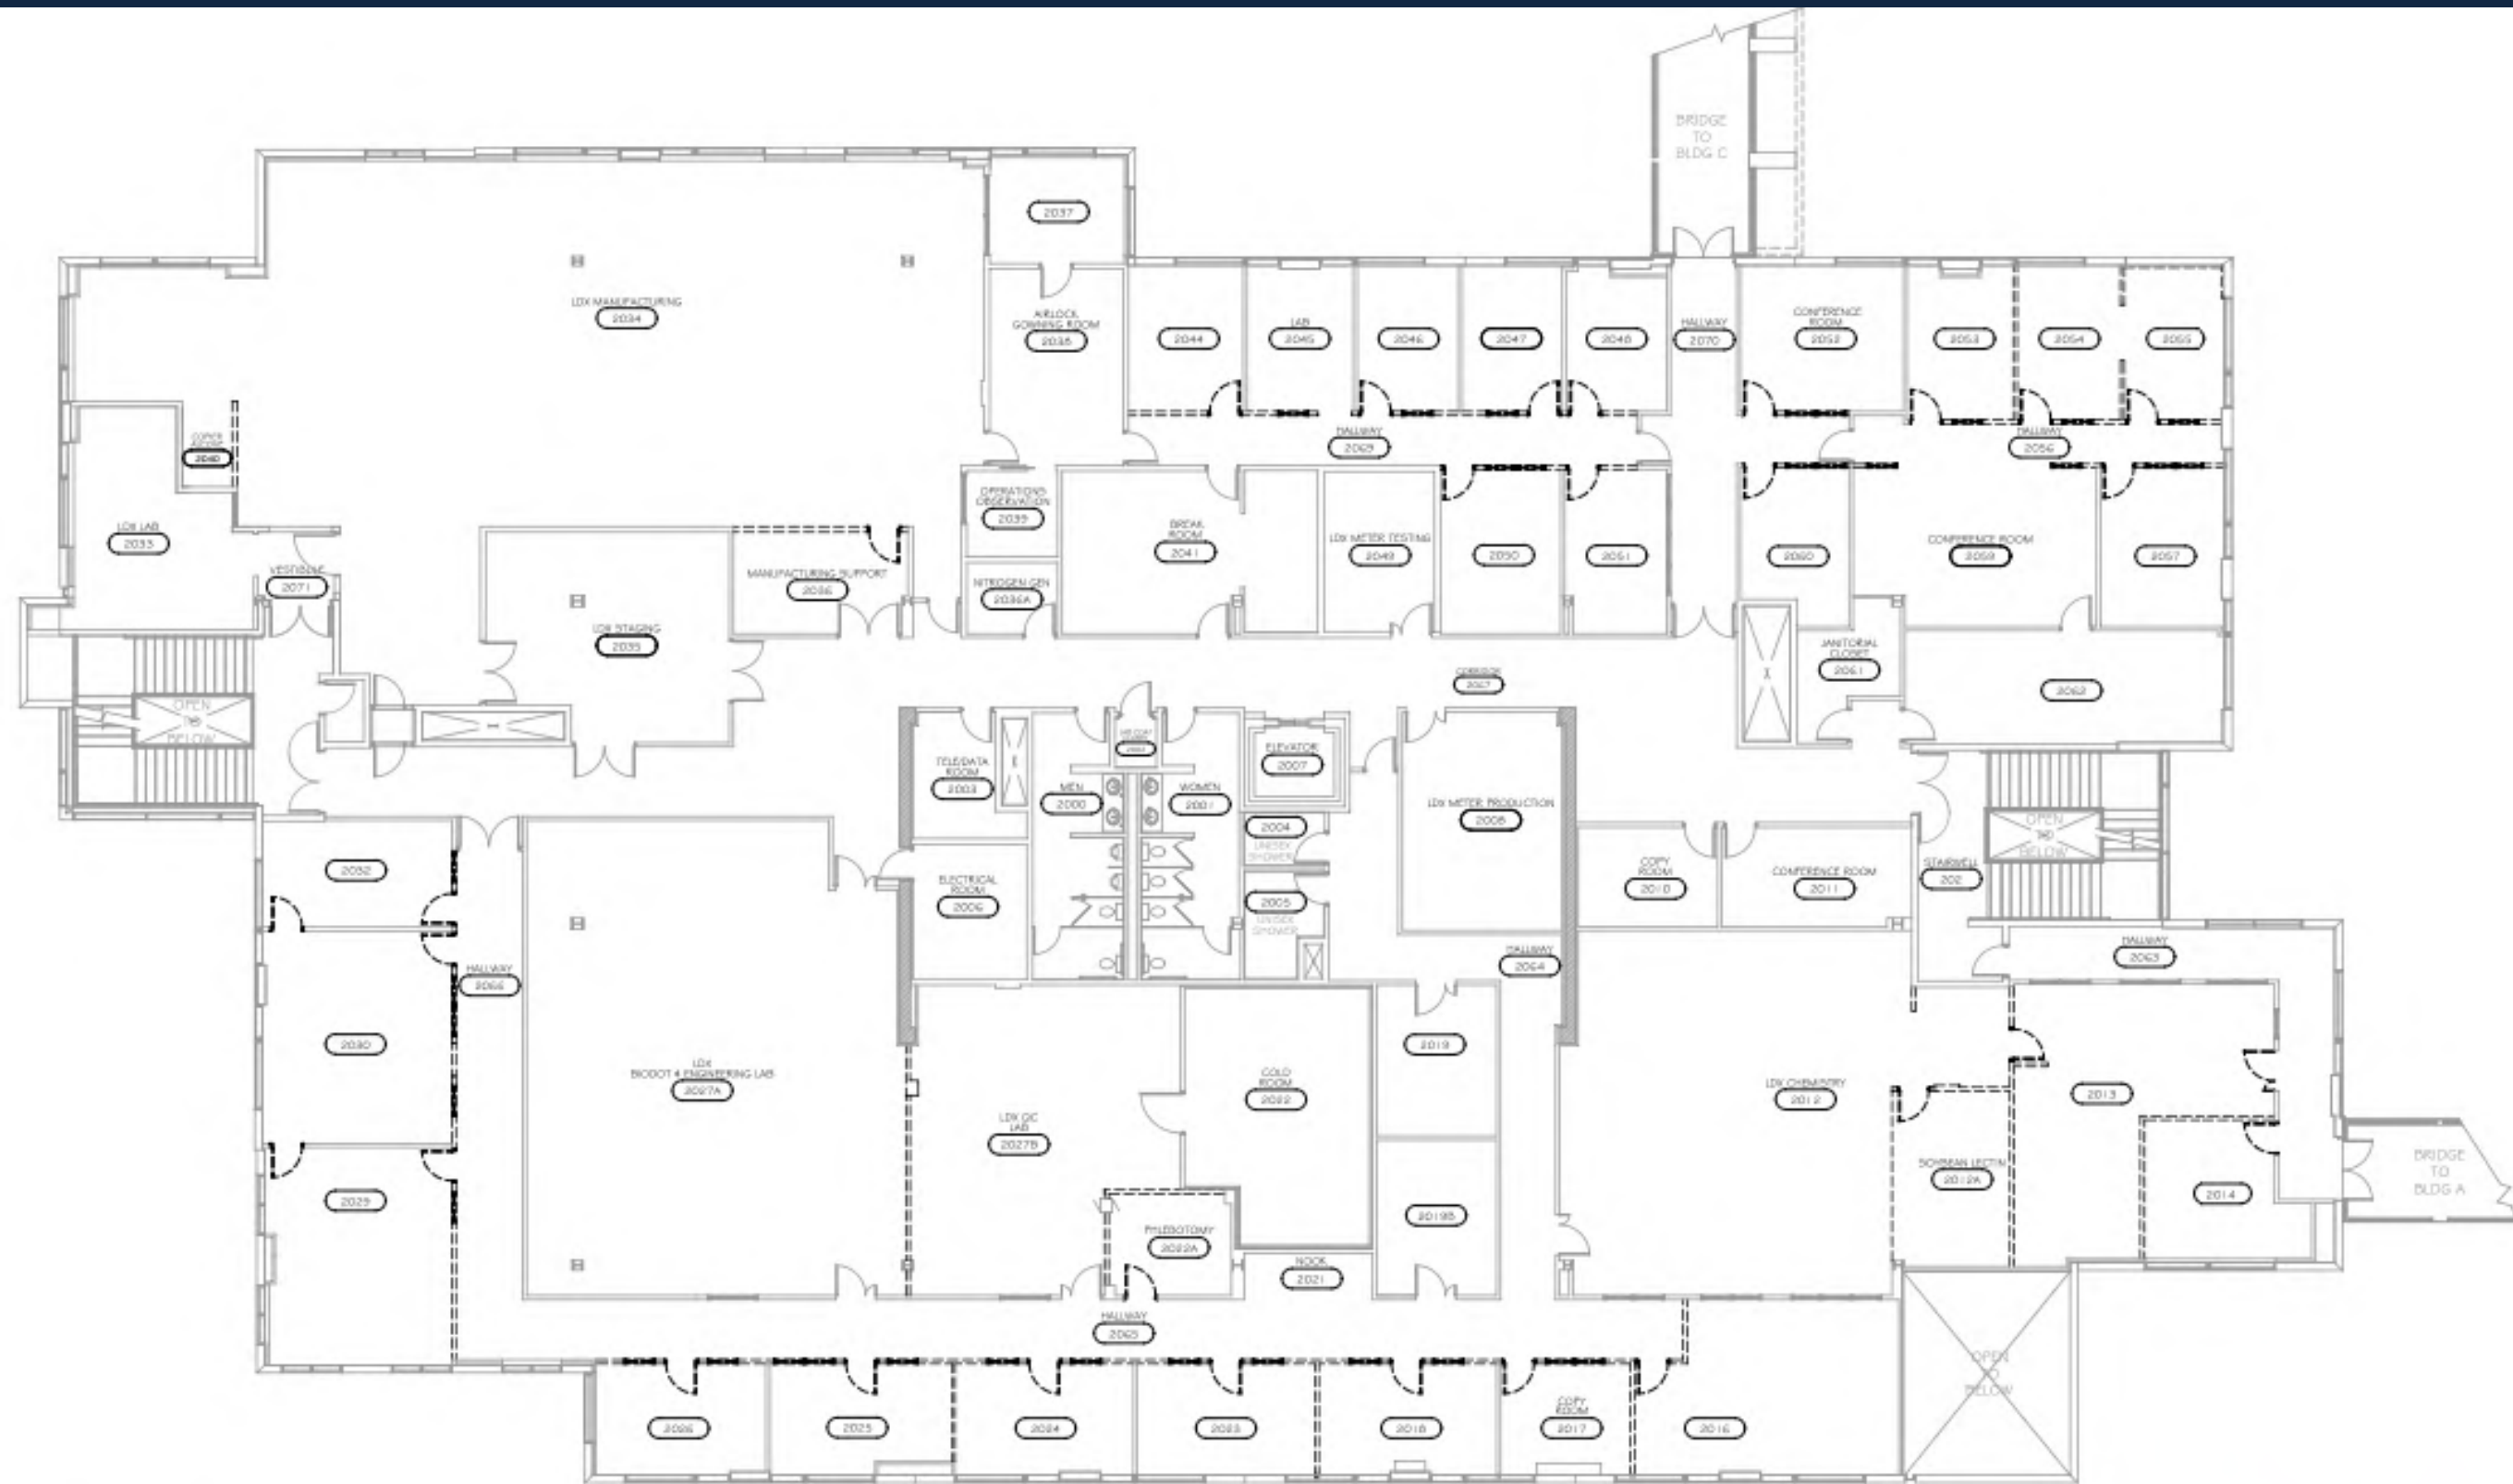 BRIDGE
TO
BLDG C
2037
LDX MANUFACTURING
2034
AIRLOCK
GOWNING ROOM
2038
2044
LAB
2045
2046
2047
2048
HALLWAY
2070
CONFERENCE
ROOM
2052
2053
2054
2055
HALLWAY
2069
HALLWAY
2056
COPIER
2040
LDX LAB
2033
VESTIBULE
2071
OPERATIONS
OBSERVATION
2039
BREAK
ROOM
2041
LDX METER TESTING
2049
2050
2051
2060
CONFERENCE ROOM
2059
2057
MANUFACTURING SUPPORT
2036
NITROGEN GEN
2036A
LDX STAGING
2035
JANITORIAL
CLOSET
2061
2062
CORRIDOR
2067
OPEN
TO
BELOW
TELE/DATA
ROOM
2003
MEN
2000
WOMEN
2001
ELEVATOR
2007
LDX METER PRODUCTION
2008
2004
UNISEX
SHOWER
2005
UNISEX
SHOWER
OPEN
TO
BELOW
2032
ELECTRICAL
ROOM
2006
COPY
ROOM
2010
CONFERENCE ROOM
2011
STAIRWELL
202
HALLWAY
2066
HALLWAY
2064
HALLWAY
2063
2030
LDX
BIODOT & ENGINEERING LAB
2027A
LDX QC
LAB
2027B
COLD
ROOM
2022
2019
LDX CHEMISTRY
2012
2013
2029
PHLEBOTOMY
2022A
2019B
SOYBEAN LECTIN
2012A
2014
BRIDGE
TO
BLDG A
NOOK
2021
HALLWAY
2065
OPEN
TO
BELOW
2026
2025
2024
2023
2018
COPY
ROOM
2017
2016